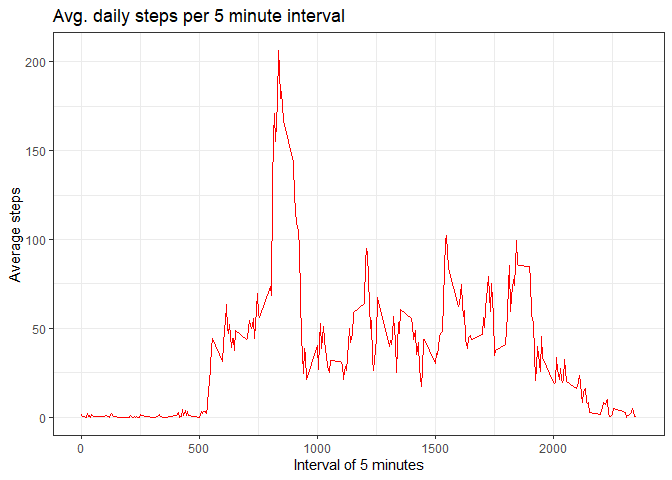 Avg. daily steps per 5 minute interval
200
150
100
50
0
Average steps
0 500 1000 1500 2000
Interval of 5 minutes